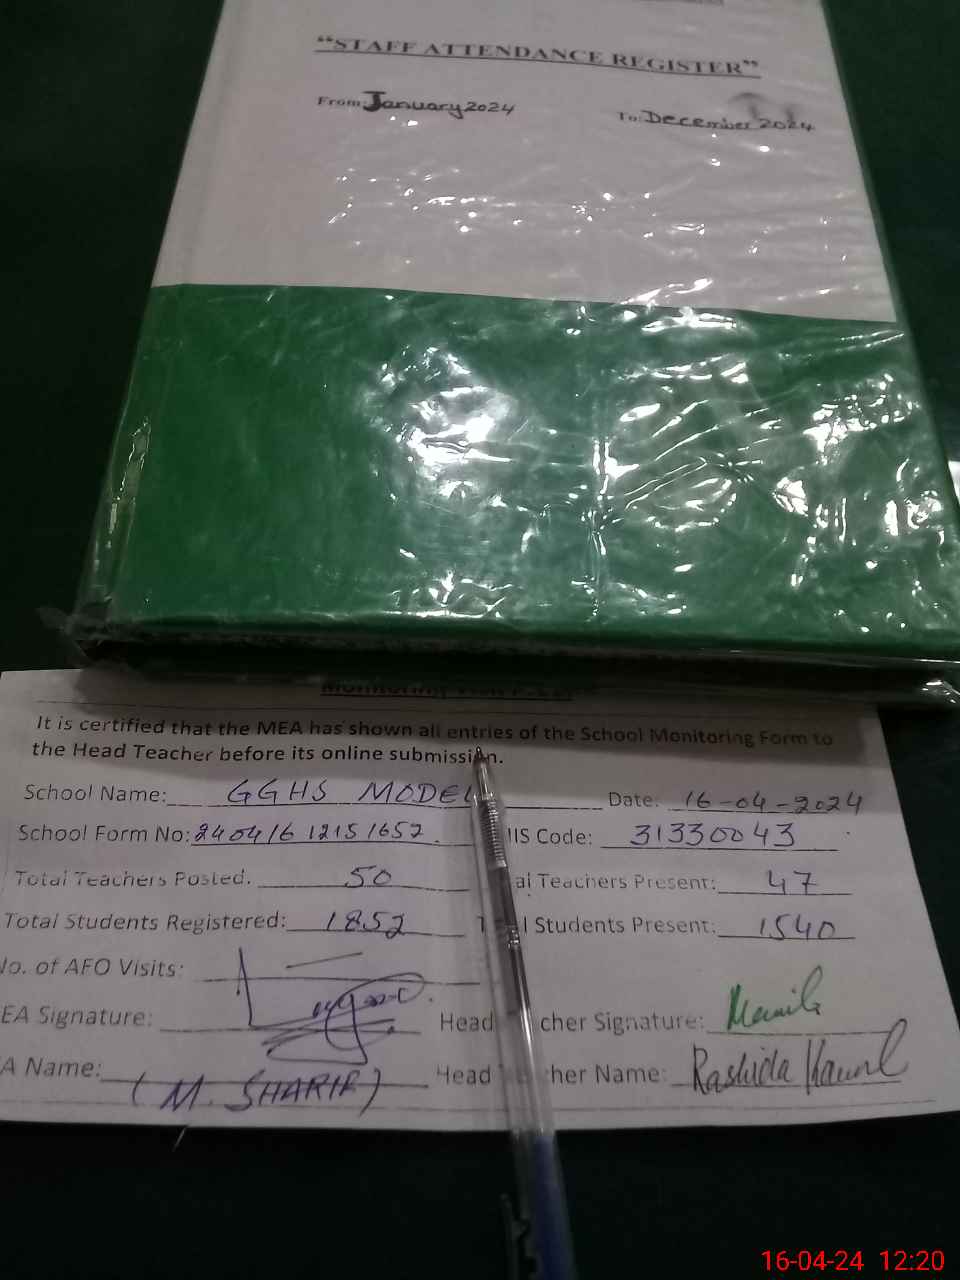 “STAFF ATTENDANCE REGISTER”
From: January 2024 To: December 2024
Monitoring Visit
It is certified that the MEA has shown all entries of the School Monitoring Form to
the Head Teacher before its online submission.
School Name: GGHS MODEL Date: 16-04-2024
School Form No: 240416 12151652 IS Code: 31330043
Total Teachers Posted. 50 al Teachers Present: 47
Total Students Registered: 1852 T l Students Present: 1540
No. of AFO Visits:
EA Signature: Head cher Signature:
A Name: (M. SHARIF) Head her Name: Rashida
16-04-24 12:20